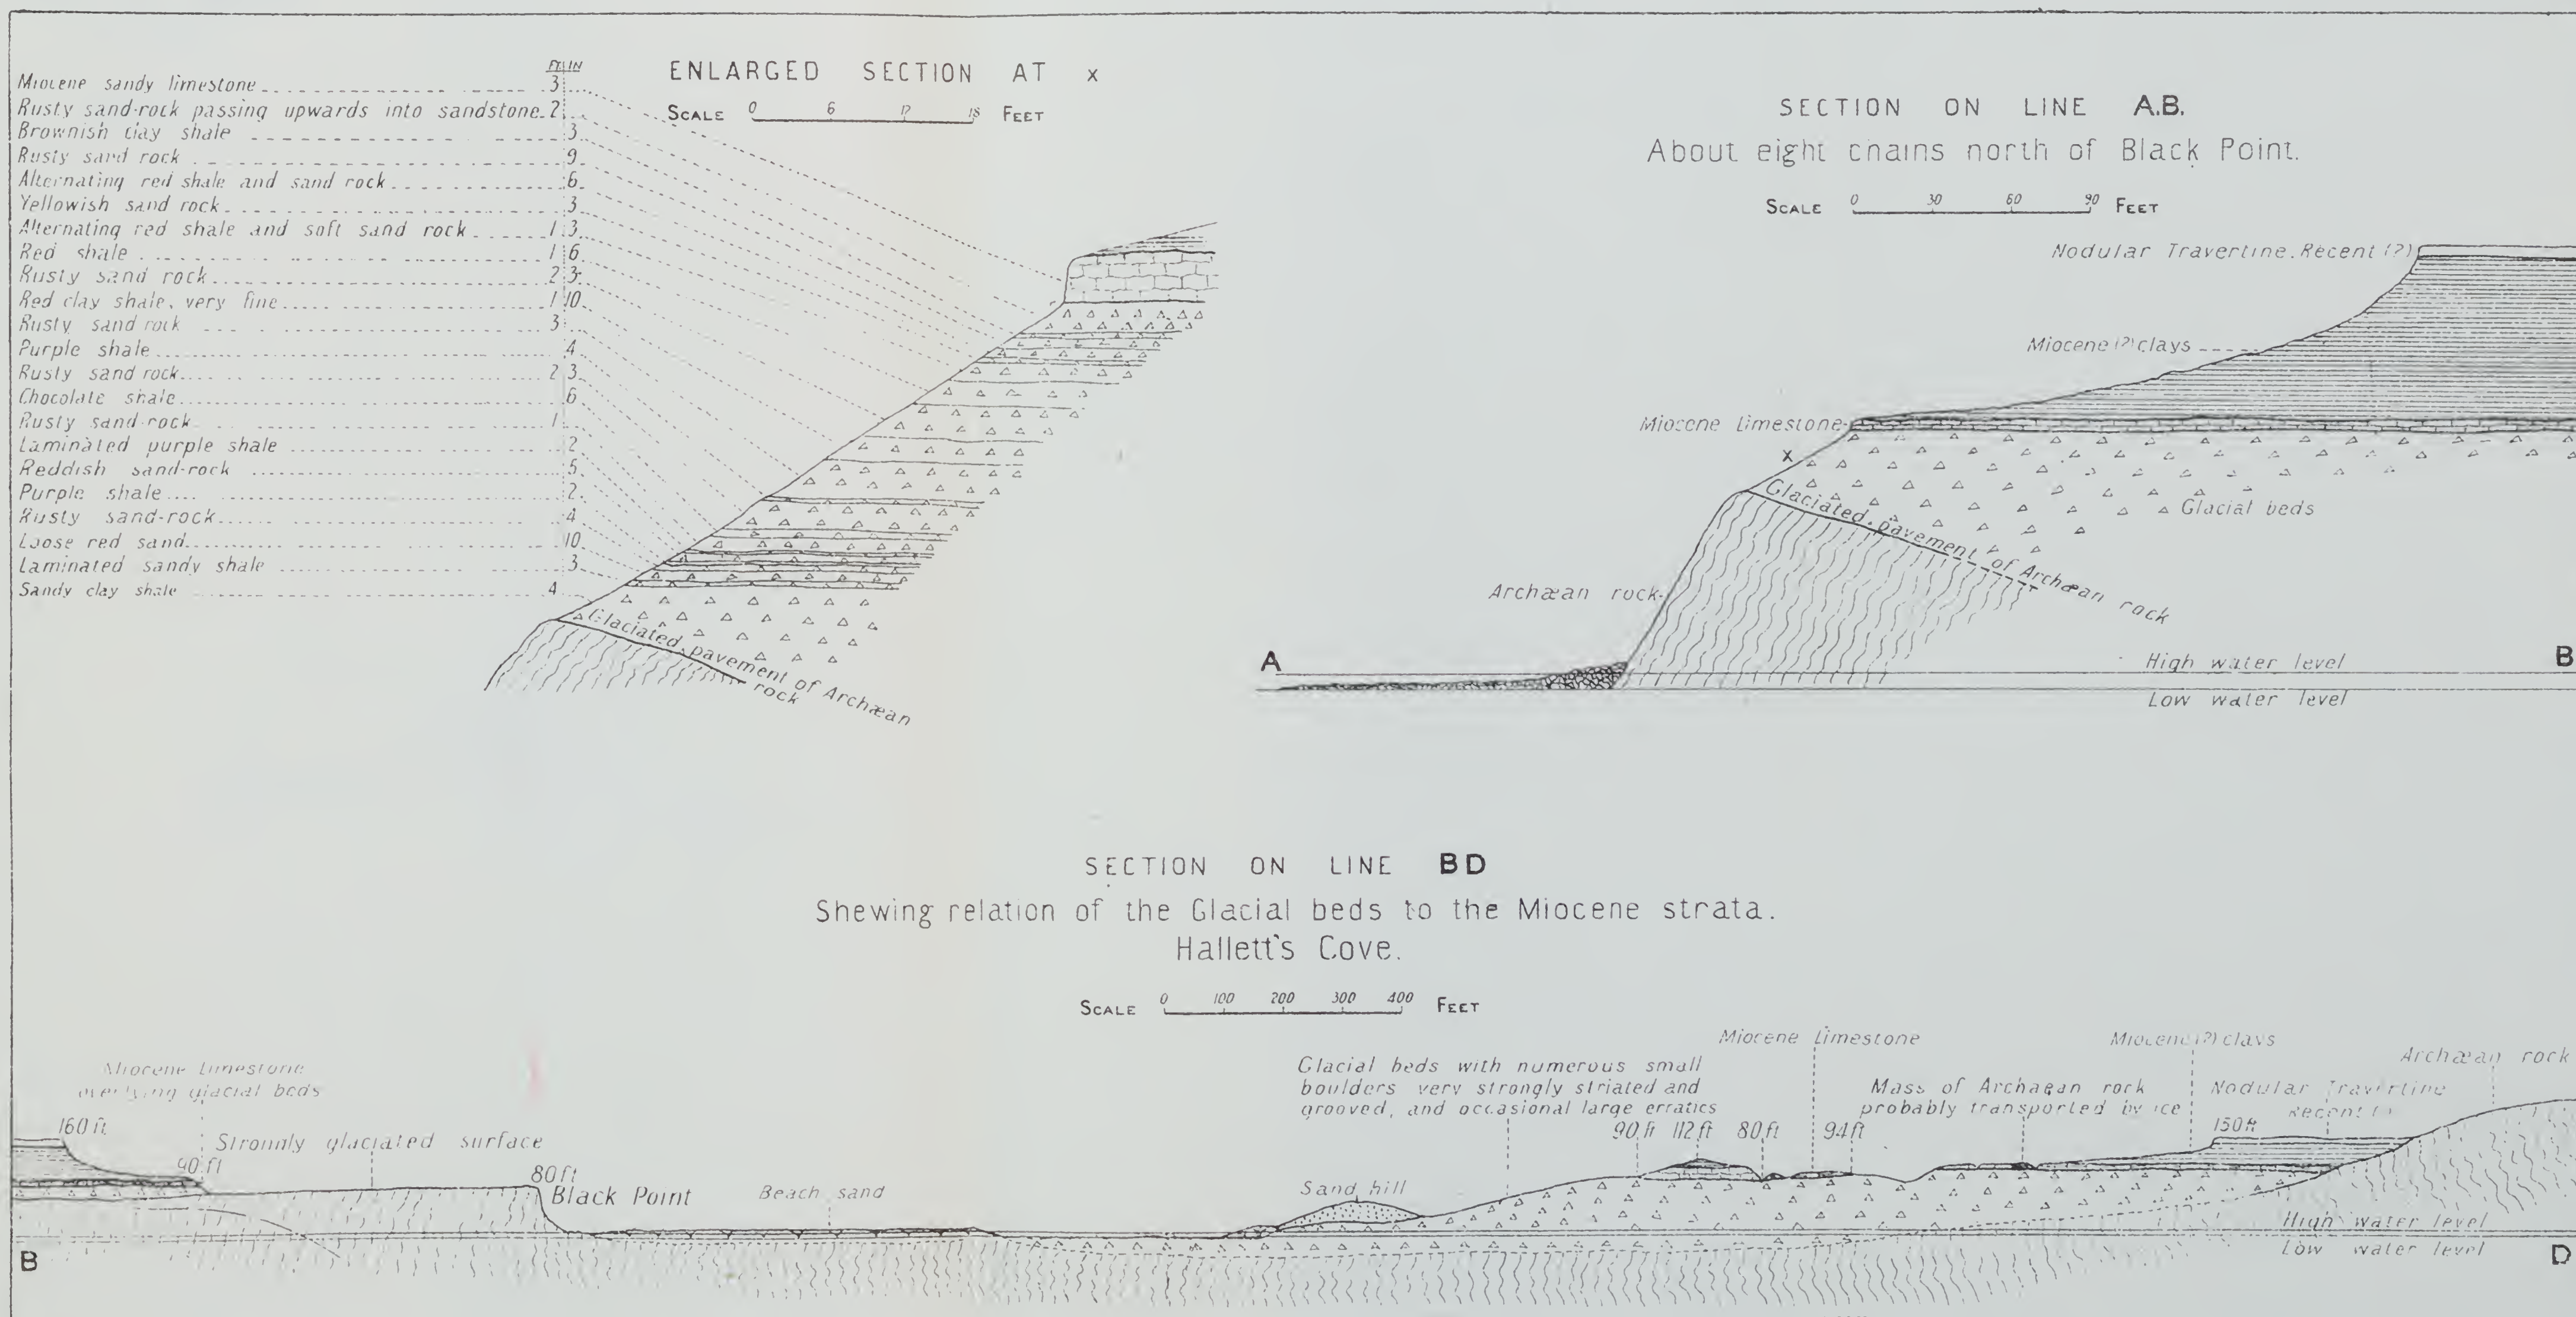 FT. IN
Miocene sandy limestone 3
Rusty sand-rock passing upwards into sandstone 2
Brownish clay shale 3
Rusty sand rock 9
Alternating red shale and sand rock 6
Yellowish sand rock 3
Alternating red shale and soft sand rock 1 3
Red shale 1 6
Rusty sand rock 2 3
Red clay shale, very fine 1 10
Rusty sand rock 3
Purple shale 4
Rusty sand rock 2 3
Chocolate shale 6
Rusty sand-rock 1
Laminated purple shale 2
Reddish sand-rock 5
Purple shale 2
Rusty sand-rock 4
Loose red sand 10
Laminated sandy shale 3
Sandy clay shale 4
ENLARGED SECTION AT x
SCALE 0 6 12 18 FEET
Glaciated pavement of Archæan
rock
SECTION ON LINE A.B.
About eight chains north of Black Point.
SCALE 0 30 60 90 FEET
Nodular Travertine. Recent (?)
Miocene (?) clays
Miocene Limestone
x
Glacial beds
Glaciated pavement of Archæan rock
Archæan rock
A
High water level
B
Low water level
SECTION ON LINE BD
Shewing relation of the Glacial beds to the Miocene strata.
Hallett's Cove.
SCALE 0 100 200 300 400 FEET
Miocene Limestone
overlying glacial beds
160 ft
Strongly glaciated surface
90 ft
80 ft
Black Point
Beach sand
Sand hill
Glacial beds with numerous small
boulders very strongly striated and
grooved, and occasional large erratics
90 ft 112 ft 80 ft 94 ft
Miocene Limestone
Mass of Archaean rock
probably transported by ice
Miocene (?) clays
Nodular Travertine
Recent (?)
150 ft
Archæan rock
High water level
Low water level
B
D